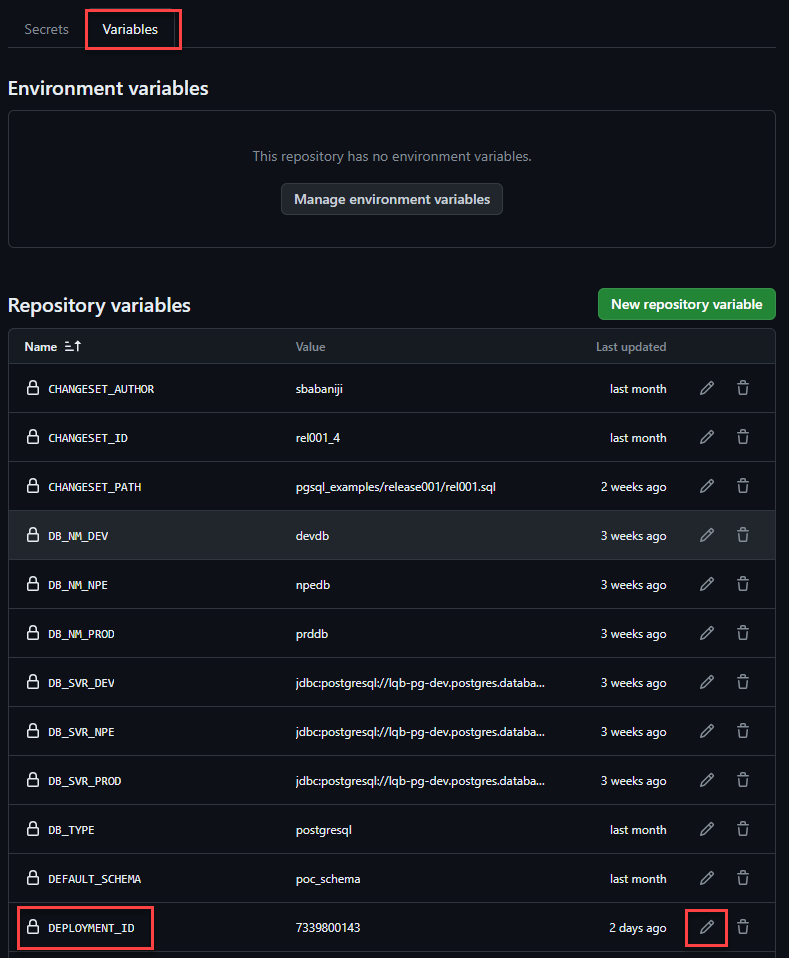 Secrets Variables
Environment variables
This repository has no environment variables.
Manage environment variables
Repository variables New repository variable
Name Value Last updated
CHANGESET_AUTHOR sbabaniji last month
CHANGESET_ID rel001_4 last month
CHANGESET_PATH pgsql_examples/release001/rel001.sql 2 weeks ago
DB_NM_DEV devdb 3 weeks ago
DB_NM_NPE npedb 3 weeks ago
DB_NM_PROD prddb 3 weeks ago
DB_SVR_DEV jdbc:postgresql://lqb-pg-dev.postgres.databa... 3 weeks ago
DB_SVR_NPE jdbc:postgresql://lqb-pg-dev.postgres.databa... 3 weeks ago
DB_SVR_PROD jdbc:postgresql://lqb-pg-dev.postgres.databa... 3 weeks ago
DB_TYPE postgresql last month
DEFAULT_SCHEMA poc_schema last month
DEPLOYMENT_ID 7339800143 2 days ago